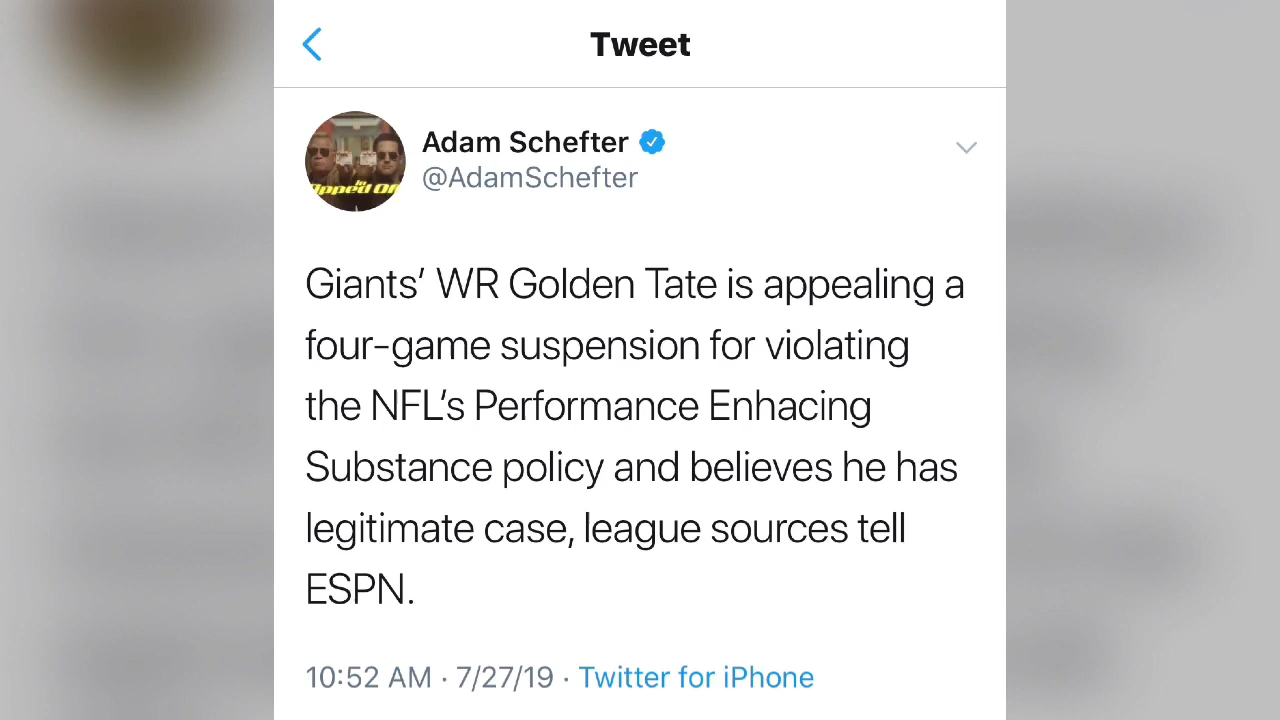 Tweet
Adam Schefter
@AdamSchefter
Giants’ WR Golden Tate is appealing a
four-game suspension for violating
the NFL’s Performance Enhacing
Substance policy and believes he has
legitimate case, league sources tell
ESPN.
10:52 AM · 7/27/19 · Twitter for iPhone